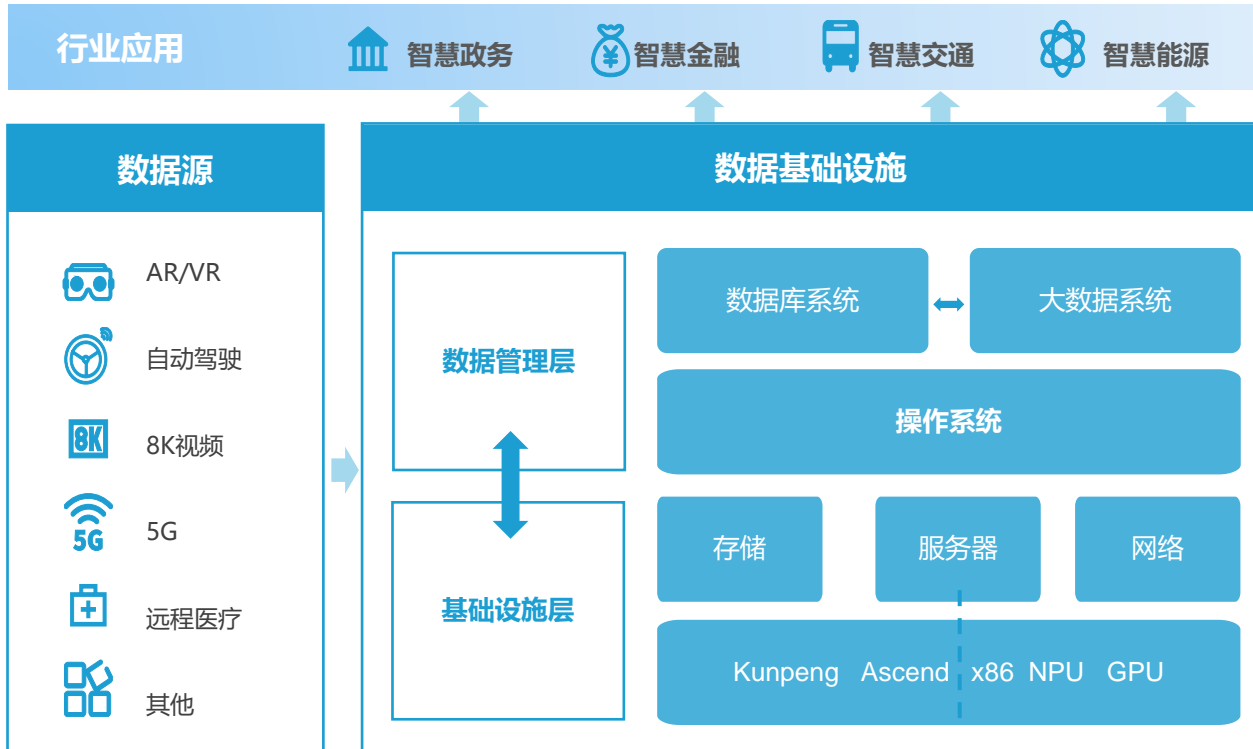 行业应用
智慧政务
智慧金融
智慧交通
智慧能源
数据源
AR/VR
自动驾驶
8K
8K视频
5G
5G
远程医疗
其他
数据基础设施
数据管理层
数据库系统
大数据系统
操作系统
基础设施层
存储
服务器
网络
Kunpeng Ascend x86 NPU GPU